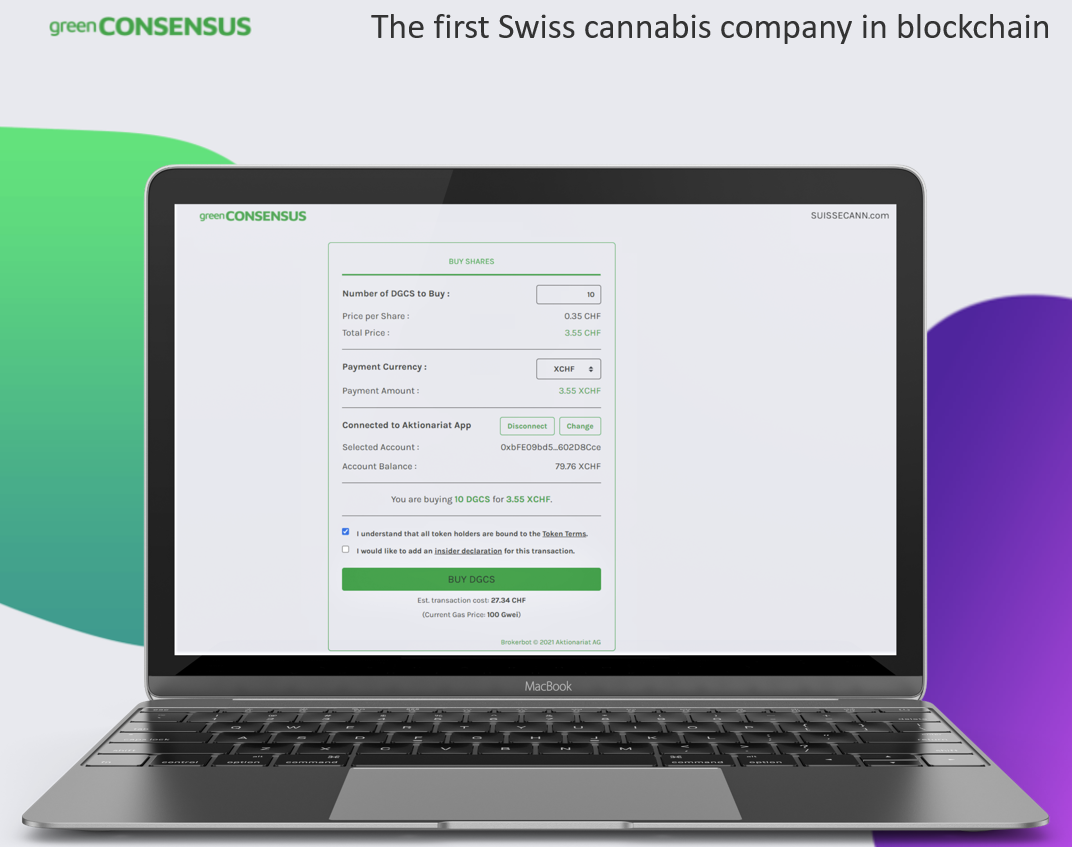 greenCONSENSUS
The first Swiss cannabis company in blockchain
greenCONSENSUS
SUISSECANN.com
BUY SHARES
Number of DGCS to Buy : 10
Price per Share : 0.35 CHF
Total Price : 3.55 CHF
Payment Currency : XCHF
Payment Amount : 3.55 XCHF
Connected to Aktionariat App Disconnect Change
Selected Account : 0xbFE09bd5...602D8Cce
Account Balance : 79.76 XCHF
You are buying 10 DGCS for 3.55 XCHF.
I understand that all token holders are bound to the Token Terms.
I would like to add an insider declaration for this transaction.
BUY DGCS
Est. transaction cost: 27.34 CHF
(Current Gas Price: 100 Gwei)
Brokerbot © 2021 Aktionariat AG
MacBook
Q W E R T Y U I O P
A S D F G H J K L
Z X C V B N M
control option command command option